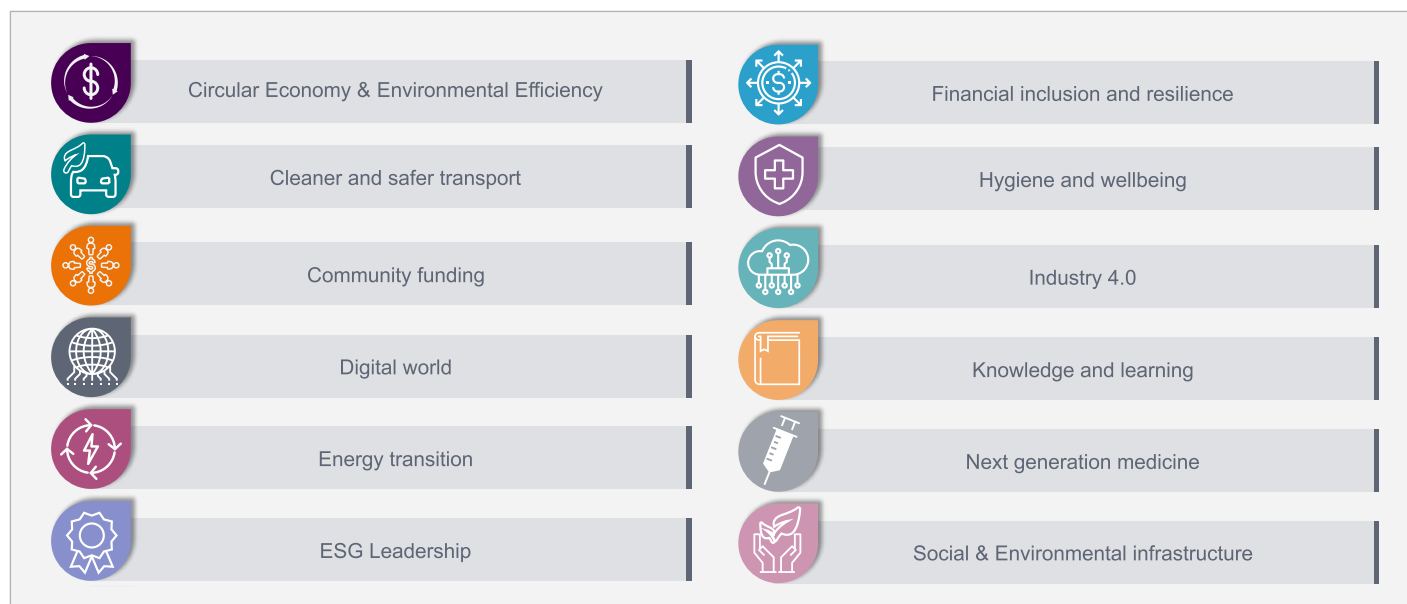 Circular Economy & Environmental Efficiency
Cleaner and safer transport
Community funding
Digital world
Energy transition
ESG Leadership
Financial inclusion and resilience
Hygiene and wellbeing
Industry 4.0
Knowledge and learning
Next generation medicine
Social & Environmental infrastructure